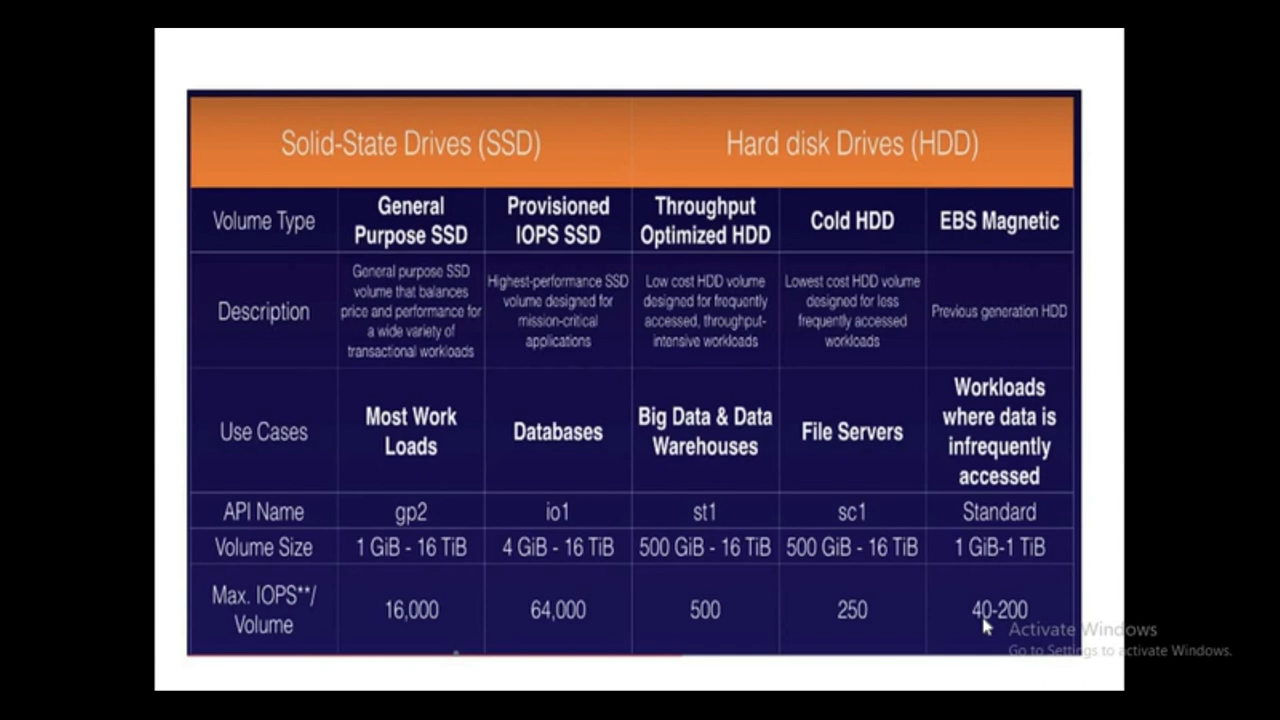 Solid-State Drives (SSD)
Hard disk Drives (HDD)
Volume Type
General
Purpose SSD
Provisioned
IOPS SSD
Throughput
Optimized HDD
Cold HDD
EBS Magnetic
Description
General purpose SSD
volume that balances
price and performance for
a wide variety of
transactional workloads
Highest-performance SSD
volume designed for
mission-critical
applications
Low cost HDD volume
designed for frequently
accessed, throughput-
intensive workloads
Lowest cost HDD volume
designed for less
frequently accessed
workloads
Previous generation HDD
Use Cases
Most Work
Loads
Databases
Big Data & Data
Warehouses
File Servers
Workloads
where data is
infrequently
accessed
API Name
gp2
io1
st1
sc1
Standard
Volume Size
1 GiB - 16 TiB
4 GiB - 16 TiB
500 GiB - 16 TiB
500 GiB - 16 TiB
1 GiB-1 TiB
Max. IOPS**/
Volume
16,000
64,000
500
250
40-200
Activate Windows
Go to Settings to activate Windows.